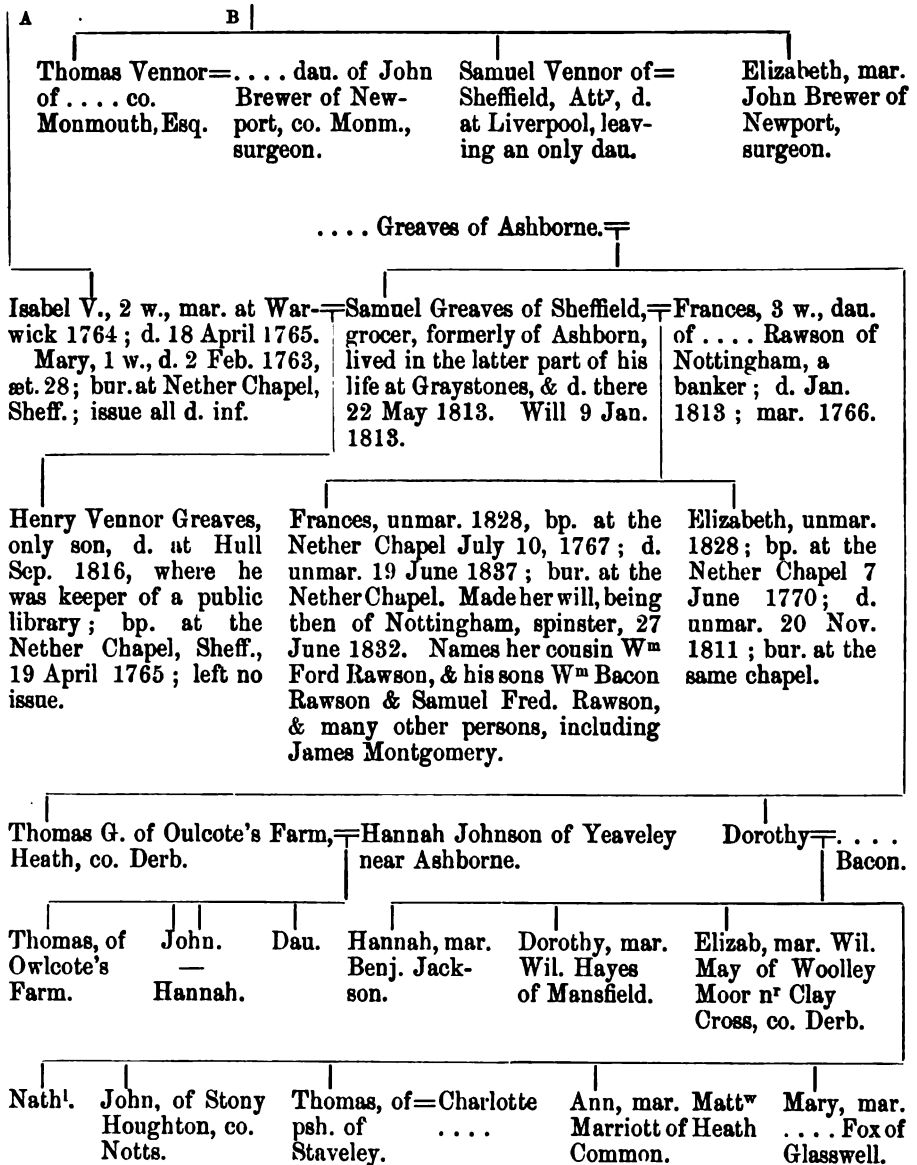 A
B
Thomas Vennor=
of . . . . co.
Monmouth, Esq.
. . . . dau. of John
Brewer of New-
port, co. Monm.,
surgeon.
Samuel Vennor of=
Sheffield, Attʸ, d.
at Liverpool, leav-
ing an only dau.
Elizabeth, mar.
John Brewer of
Newport,
surgeon.
. . . . Greaves of Ashborne.=
Isabel V., 2 w., mar. at War-=
wick 1764 ; d. 18 April 1765.
Mary, 1 w., d. 2 Feb. 1763,
æt. 28; bur. at Nether Chapel,
Sheff. ; issue all d. inf.
Samuel Greaves of Sheffield,=
grocer, formerly of Ashborn,
lived in the latter part of his
life at Graystones, & d. there
22 May 1813. Will 9 Jan.
1813.
Frances, 3 w., dau.
of . . . . Rawson of
Nottingham, a
banker ; d. Jan.
1813 ; mar. 1766.
Henry Vennor Greaves,
only son, d. at Hull
Sep. 1816, where he
was keeper of a public
library ; bp. at the
Nether Chapel, Sheff.,
19 April 1765 ; left no
issue.
Frances, unmar. 1828, bp. at the
Nether Chapel July 10, 1767 ; d.
unmar. 19 June 1837 ; bur. at the
Nether Chapel. Made her will, being
then of Nottingham, spinster, 27
June 1832. Names her cousin Wᵐ
Ford Rawson, & his sons Wᵐ Bacon
Rawson & Samuel Fred. Rawson,
& many other persons, including
James Montgomery.
Elizabeth, unmar.
1828 ; bp. at the
Nether Chapel 7
June 1770; d.
unmar. 20 Nov.
1811 ; bur. at the
same chapel.
Thomas G. of Oulcote's Farm,=
Heath, co. Derb.
Hannah Johnson of Yeaveley
near Ashborne.
Dorothy= . . . .
Bacon.
Thomas, of
Owlcote's
Farm.
John.
—
Hannah.
Dau.
Hannah, mar.
Benj. Jack-
son.
Dorothy, mar.
Wil. Hayes
of Mansfield.
Elizab, mar. Wil.
May of Woolley
Moor nʳ Clay
Cross, co. Derb.
Nathˡ.
John, of Stony
Houghton, co.
Notts.
Thomas, of=
psh. of
Staveley.
Charlotte
. . . .
Ann, mar. Mattʷ
Marriott of Heath
Common.
Mary, mar.
. . . . Fox of
Glasswell.